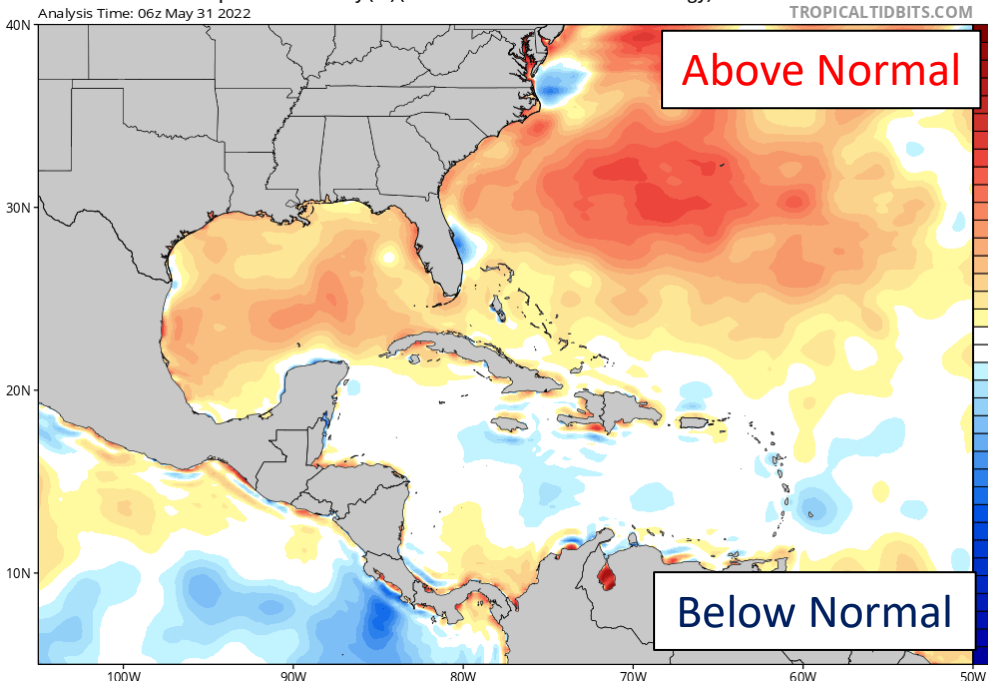 Analysis Time: 06z May 31 2022
TROPICALTIDBITS.COM
40N
Above Normal
30N
20N
10N
Below Normal
100W 90W 80W 70W 60W 50W